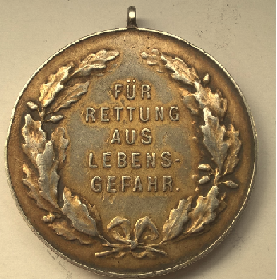 FÜR
RETTUNG
AUS
LEBENS-
GEFAHR.